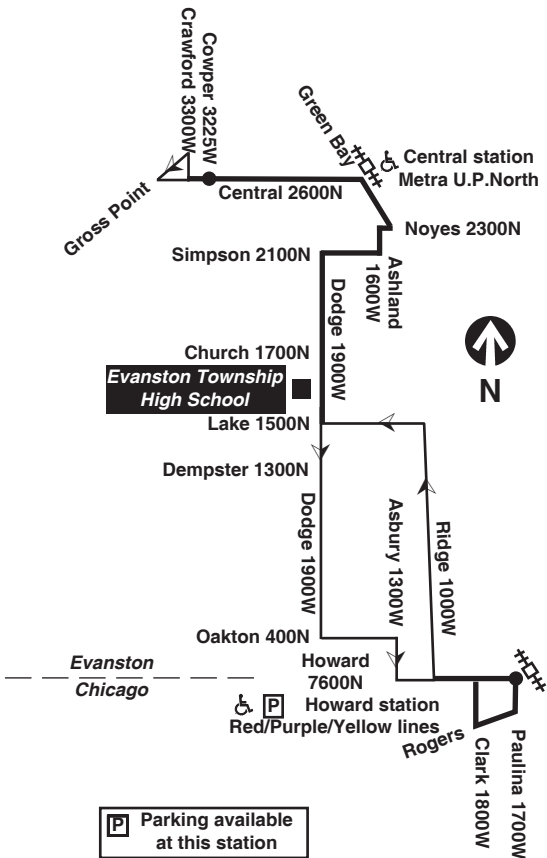 Cowper 3225W
Crawford 3300W
Green Bay
Central station
Metra U.P.North
Gross Point
Central 2600N
Noyes 2300N
Simpson 2100N
Ashland
1600W
Dodge 1900W
Church 1700N
Evanston Township
High School
N
Lake 1500N
Dempster 1300N
Dodge 1900W
Asbury 1300W
Ridge 1000W
Oakton 400N
Evanston
Chicago
Howard
7600N
P Howard station
Red/Purple/Yellow lines
Rogers
Clark 1800W
Paulina 1700W
P Parking available
at this station